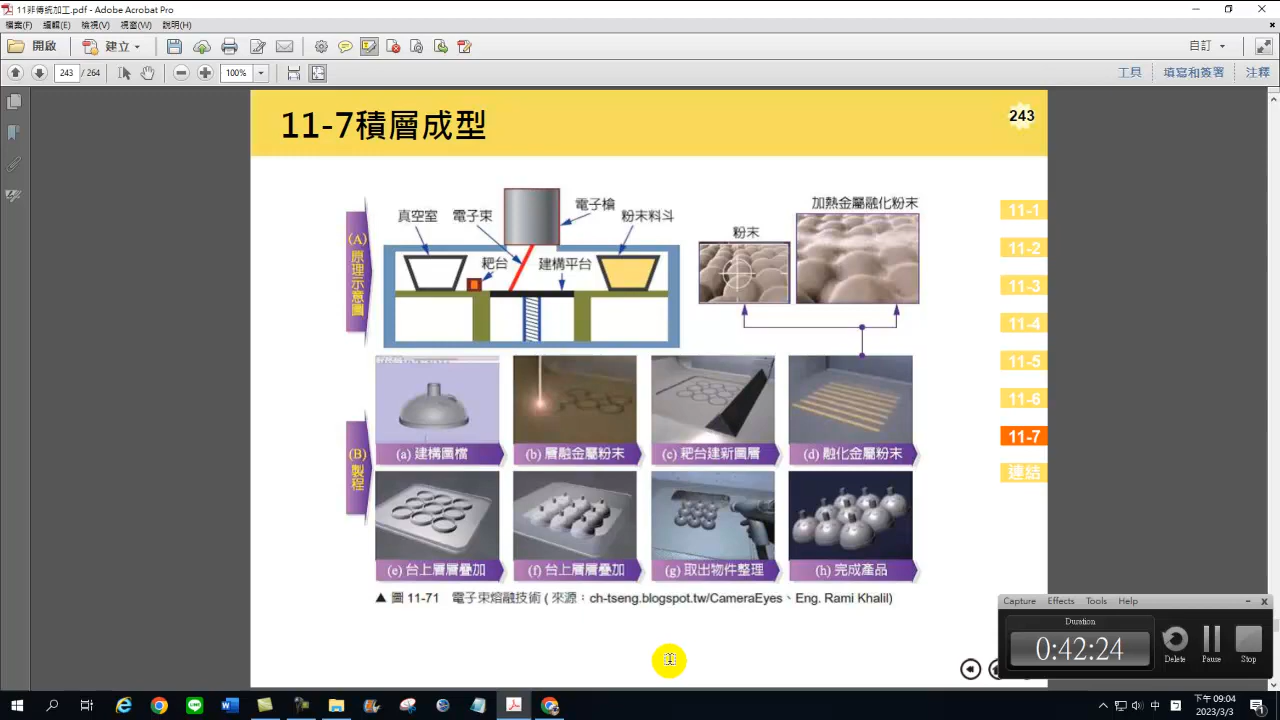 11非傳統加工.pdf - Adobe Acrobat Pro
檔案(F) 編輯(E) 檢視(V) 視窗(W) 說明(H)
開啟 建立 自訂
243 / 264 100% 工具 填寫和簽署 注釋
11-7積層成型 243
真空室 電子束 電子槍 粉末料斗
耙台 建構平台
粉末 加熱金屬融化粉末
(A) 原理示意圖
11-1
11-2
11-3
11-4
11-5
11-6
11-7
連結
(B) 製程
(a) 建構圖檔 (b) 層融金屬粉末 (c) 耙台建新圖層 (d) 融化金屬粉末
(e) 台上層層疊加 (f) 台上層層疊加 (g) 取出物件整理 (h) 完成產品
▲ 圖 11-71 電子束熔融技術 ( 來源:ch-tseng.blogspot.tw/CameraEyes、Eng. Rami Khalil)
Capture Effects Tools Help
Duration
0:42:24
Delete Pause Stop
LINE 中 下午 09:04
2023/3/3